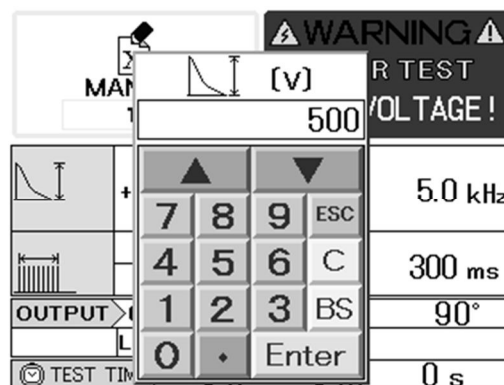 WARNING
MAN
R TEST
VOLTAGE!
(V)
500
7 8 9 ESC
4 5 6 C
1 2 3 BS
0 . Enter
+
5.0 kHz
300 ms
OUTPUT
90°
L
TEST TIM
0 s